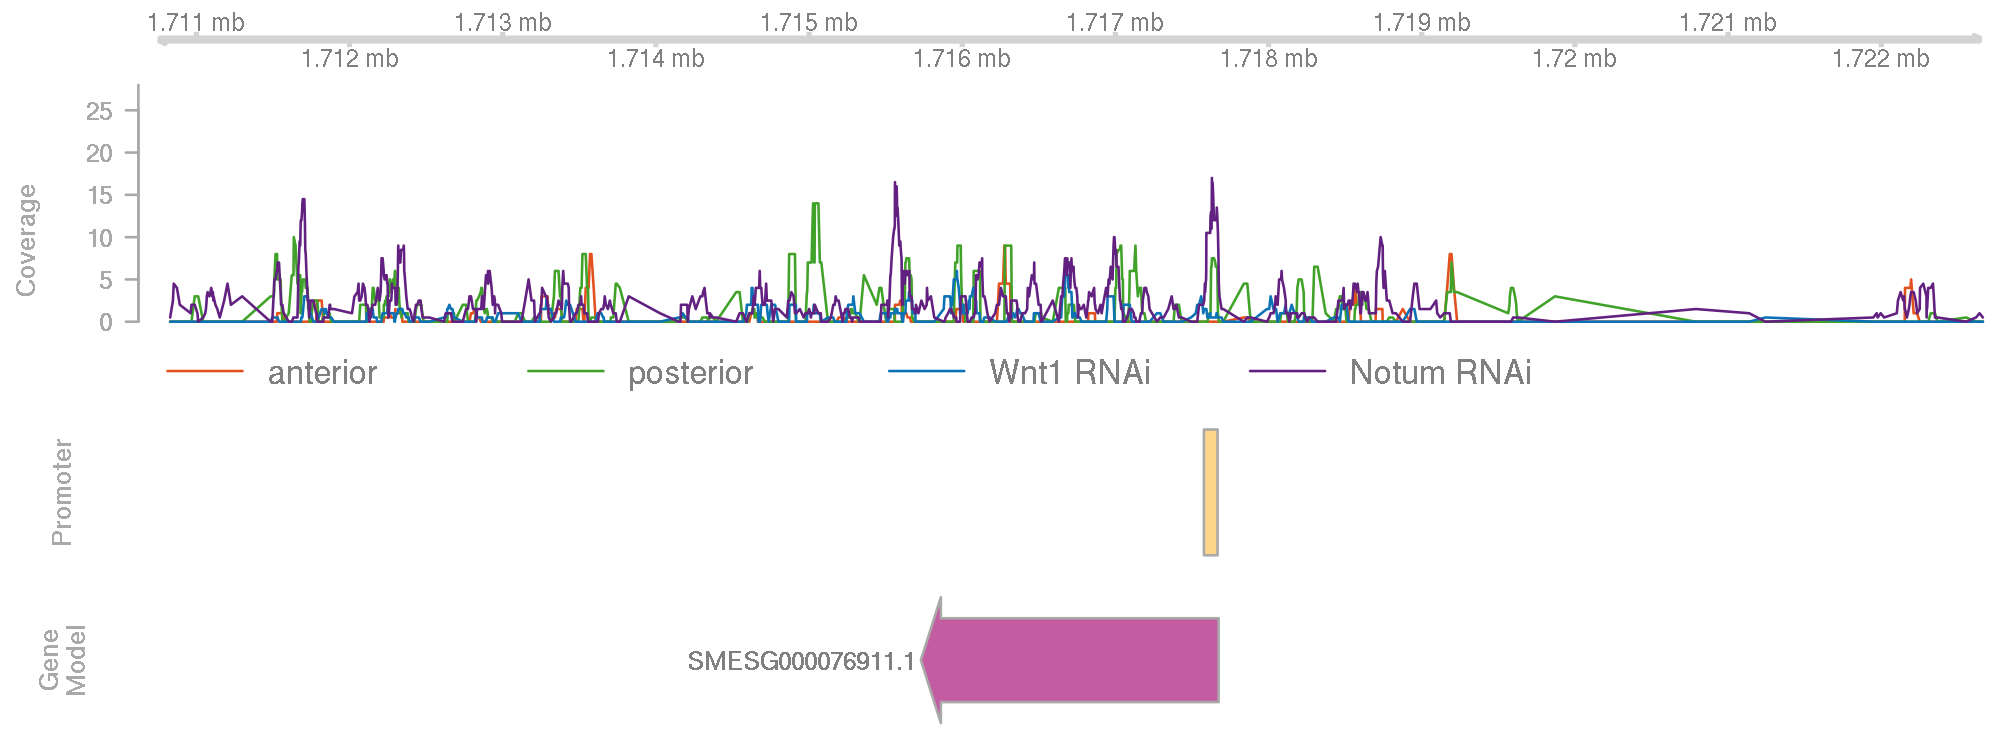 1.711 mb 1.713 mb 1.715 mb 1.717 mb 1.719 mb 1.721 mb
1.712 mb 1.714 mb 1.716 mb 1.718 mb 1.72 mb 1.722 mb
Coverage
25
20
15
10
5
0
anterior posterior Wnt1 RNAi Notum RNAi
Promoter
Gene
Model
SMESG000076911.1